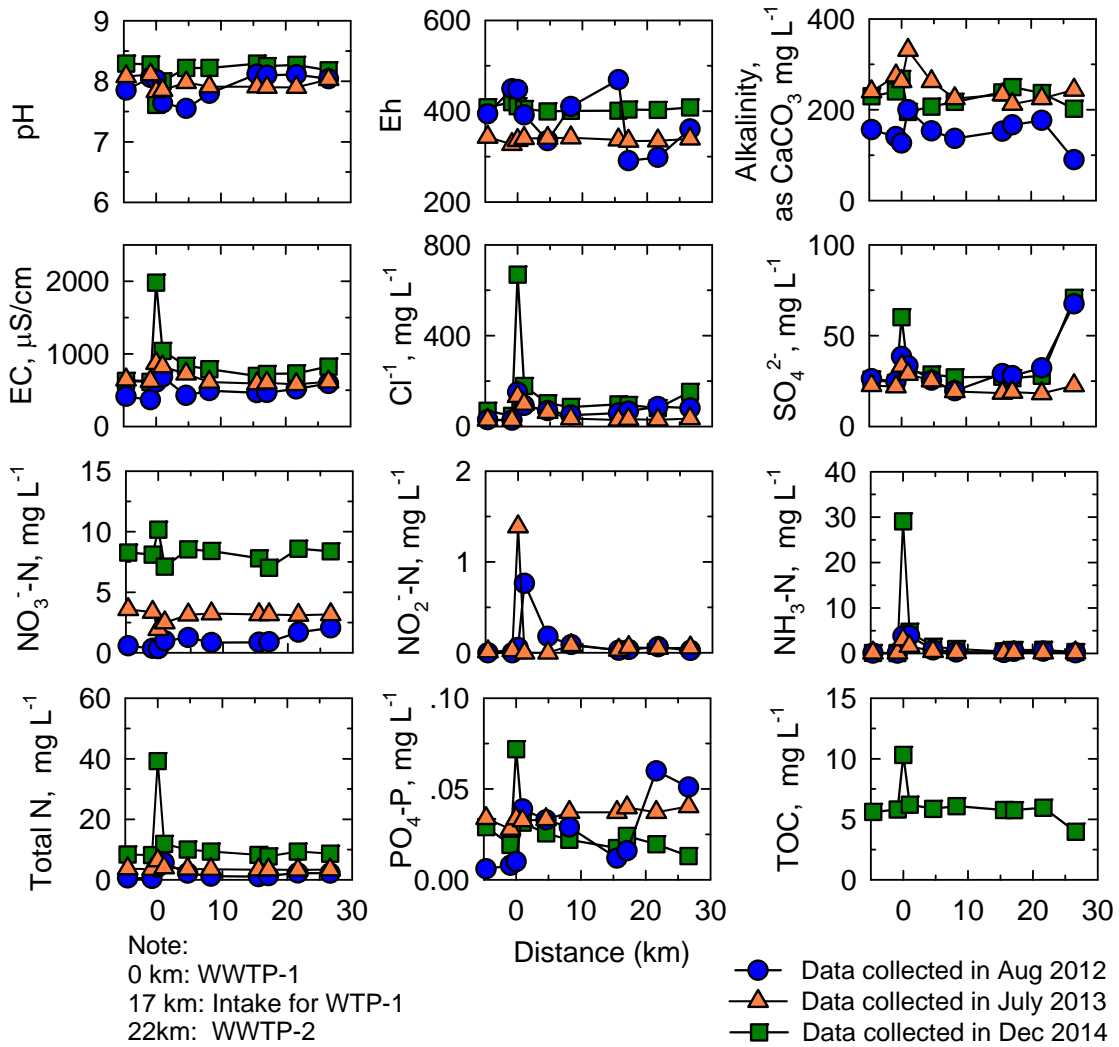 pH
9
8
7
6
Eh
600
400
200
Alkalinity,
as CaCO₃ mg L⁻¹
400
200
0
EC, μS/cm
2000
1000
0
Cl⁻¹, mg L⁻¹
800
400
0
SO₄²⁻, mg L⁻¹
100
50
0
NO₃⁻-N, mg L⁻¹
15
10
5
0
NO₂⁻-N, mg L⁻¹
2
1
0
NH₃-N, mg L⁻¹
40
30
20
10
0
Total N, mg L⁻¹
60
40
20
0
0 10 20 30
PO₄-P, mg L⁻¹
.10
.05
0.00
0 10 20 30
TOC, mg L⁻¹
15
10
5
0
0 10 20 30
Distance (km)
Note:
0 km: WWTP-1
17 km: Intake for WTP-1
22km: WWTP-2
Data collected in Aug 2012
Data collected in July 2013
Data collected in Dec 2014